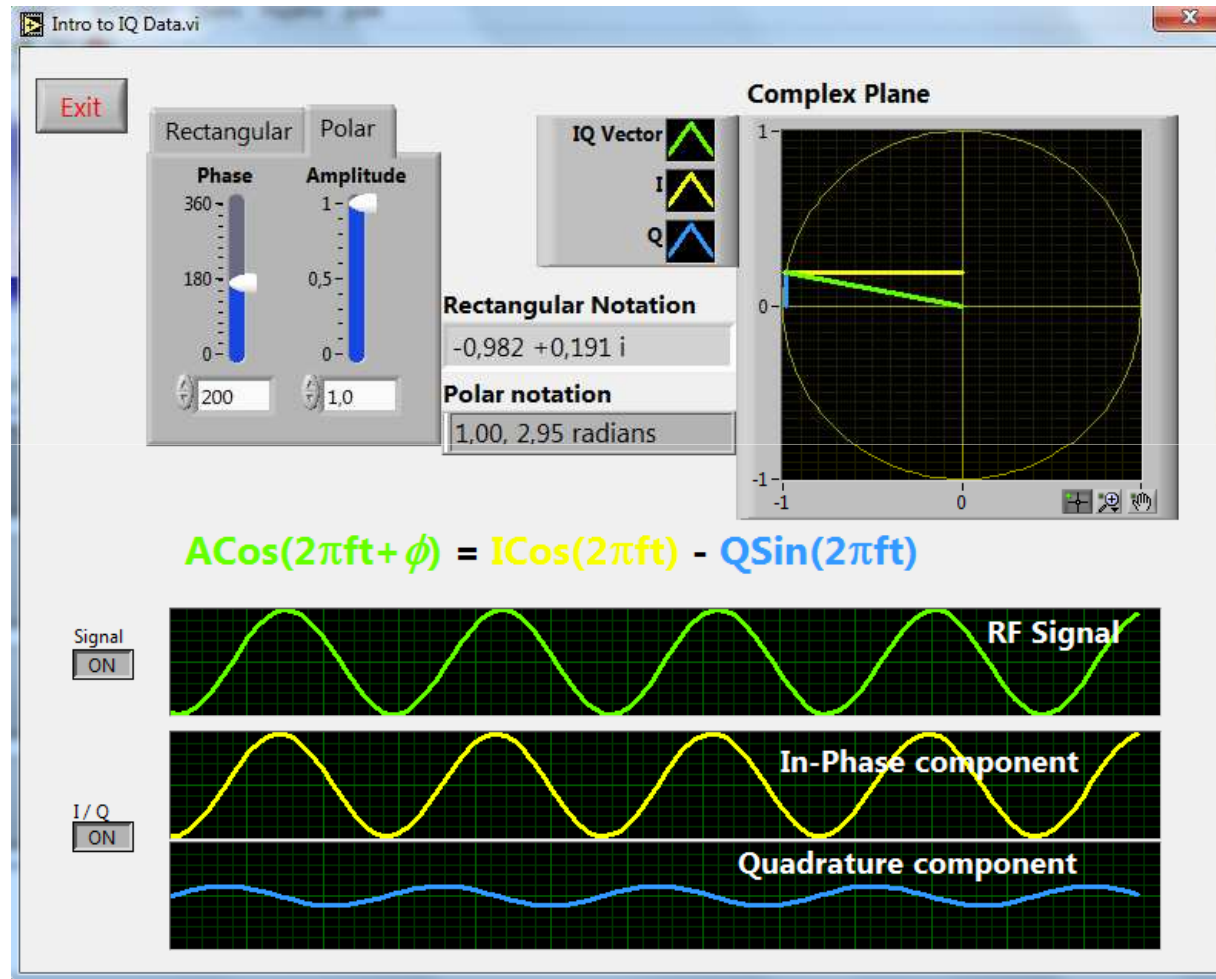 Intro to IQ Data.vi
x
Exit
Rectangular
Polar
Phase
Amplitude
360
180
0
1
0,5
0
200
1,0
IQ Vector
I
Q
Rectangular Notation
-0,982 +0,191 i
Polar notation
1,00, 2,95 radians
Complex Plane
1
0
-1
-1
0
ACos(2πft+ϕ) = ICos(2πft) - QSin(2πft)
Signal
ON
RF Signal
I / Q
ON
In-Phase component
Quadrature component